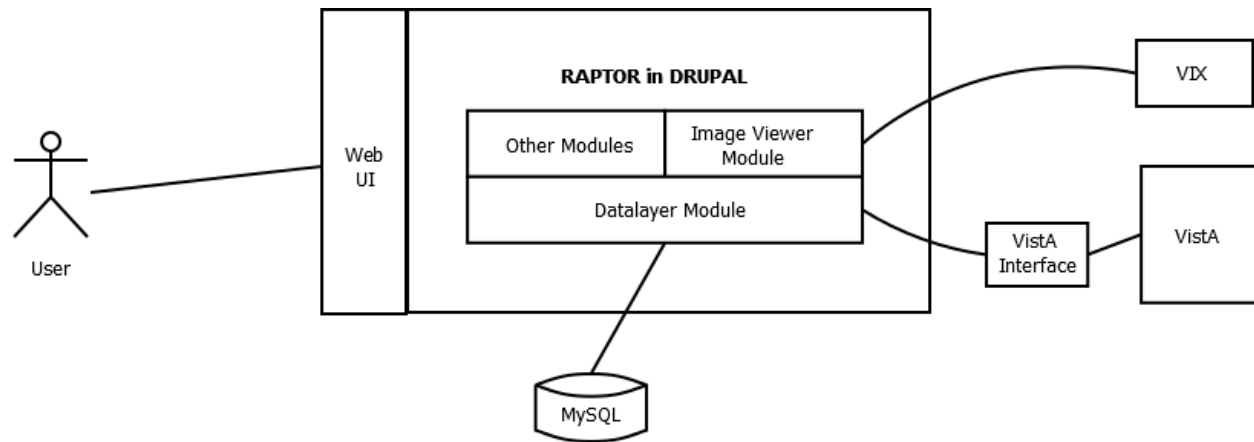 RAPTOR in DRUPAL
VIX
Other Modules
Image Viewer
Module
Web
UI
Datalayer Module
VistA
Interface
VistA
User
MySQL